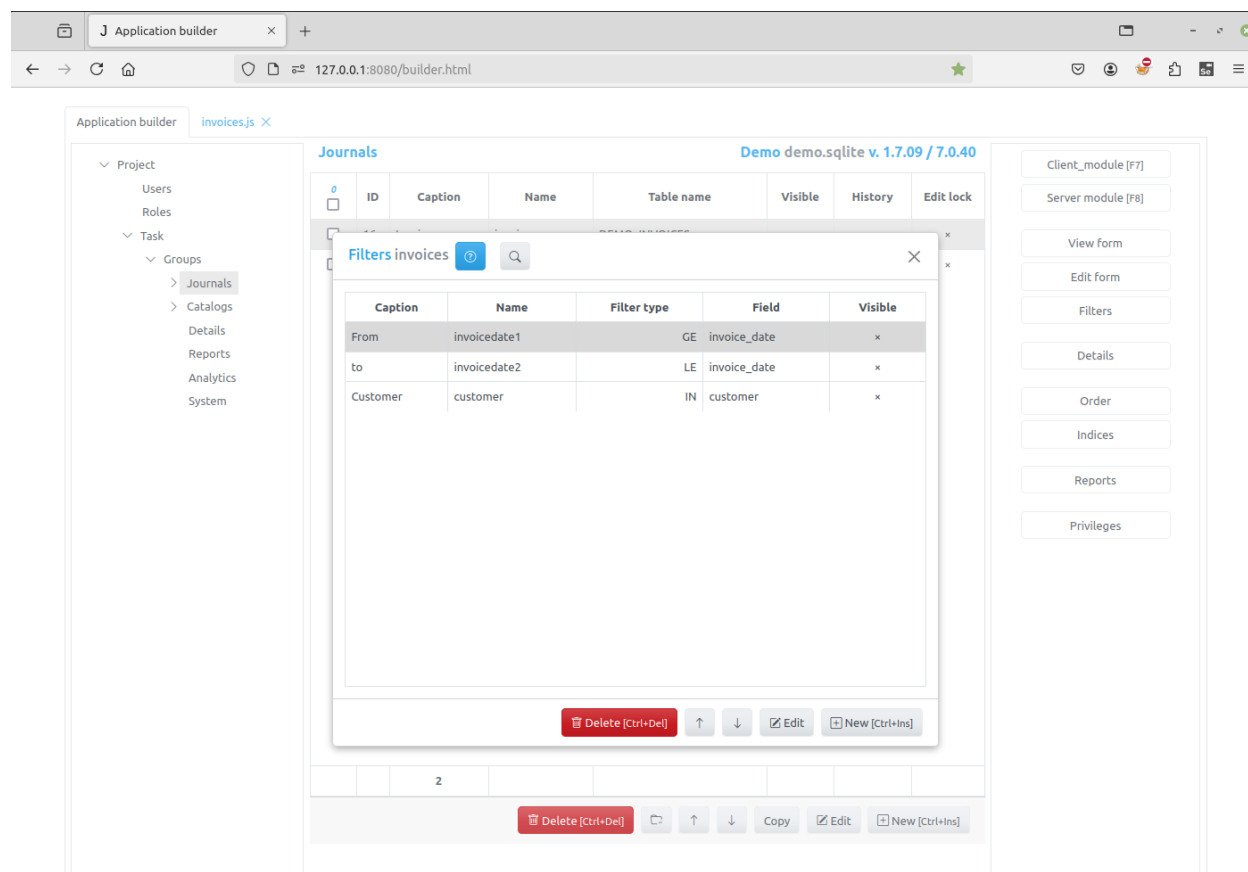 J Application builder × +
127.0.0.1:8080/builder.html
Application builder invoices.js ×
Project
Users
Roles
Task
Groups
Journals
Catalogs
Details
Reports
Analytics
System
Journals Demo demo.sqlite v. 1.7.09 / 7.0.40
0 ID Caption Name Table name Visible History Edit lock
×
×
Filters invoices
Caption Name Filter type Field Visible
From invoicedate1 GE invoice_date ×
to invoicedate2 LE invoice_date ×
Customer customer IN customer ×
Delete [Ctrl+Del] ↑ ↓ Edit New [Ctrl+Ins]
2
Delete [Ctrl+Del] ↑ ↓ Copy Edit New [Ctrl+Ins]
Client_module [F7]
Server module [F8]
View form
Edit form
Filters
Details
Order
Indices
Reports
Privileges